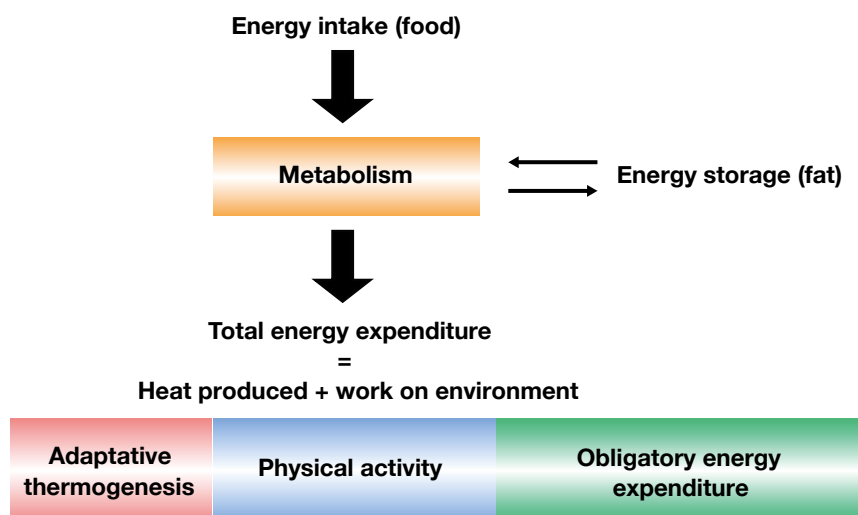 Energy intake (food)
Metabolism
Energy storage (fat)
Total energy expenditure
=
Heat produced + work on environment
Adaptative
thermogenesis
Physical activity
Obligatory energy
expenditure